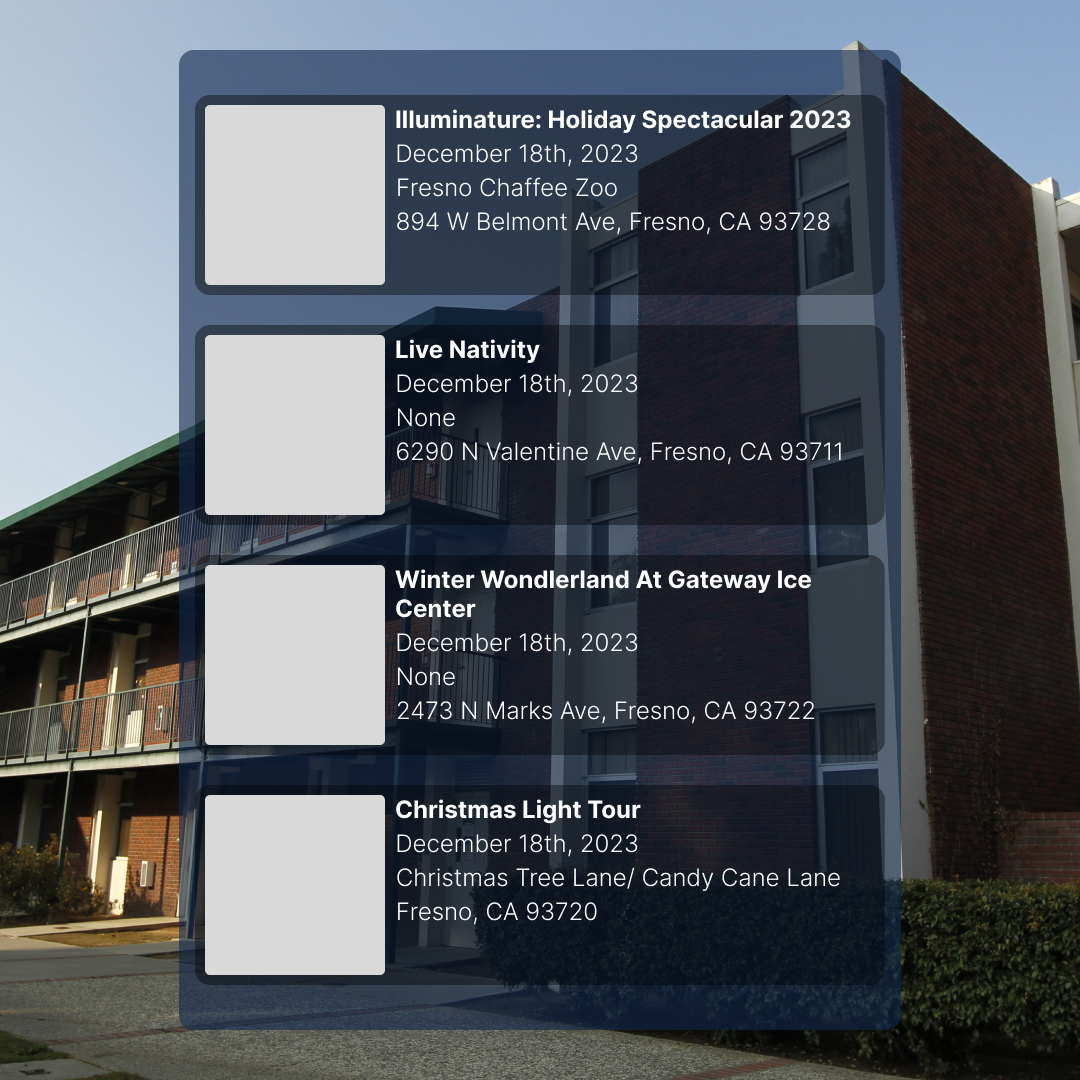 Illuminature: Holiday Spectacular 2023
December 18th, 2023
Fresno Chaffee Zoo
894 W Belmont Ave, Fresno, CA 93728
Live Nativity
December 18th, 2023
None
6290 N Valentine Ave, Fresno, CA 93711
Winter Wondlerland At Gateway Ice
Center
December 18th, 2023
None
2473 N Marks Ave, Fresno, CA 93722
Christmas Light Tour
December 18th, 2023
Christmas Tree Lane/ Candy Cane Lane
Fresno, CA 93720